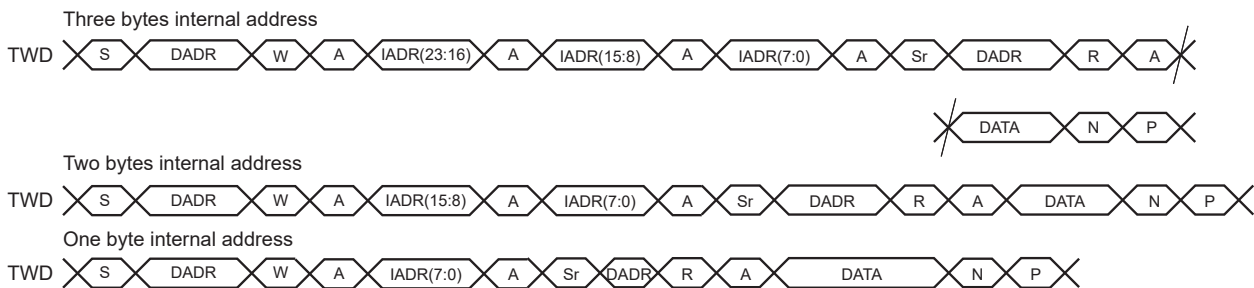 Three bytes internal address
TWD S DADR W A IADR(23:16) A IADR(15:8) A IADR(7:0) A Sr DADR R A
DATA N P
Two bytes internal address
TWD S DADR W A IADR(15:8) A IADR(7:0) A Sr DADR R A DATA N P
One byte internal address
TWD S DADR W A IADR(7:0) A Sr DADR R A DATA N P